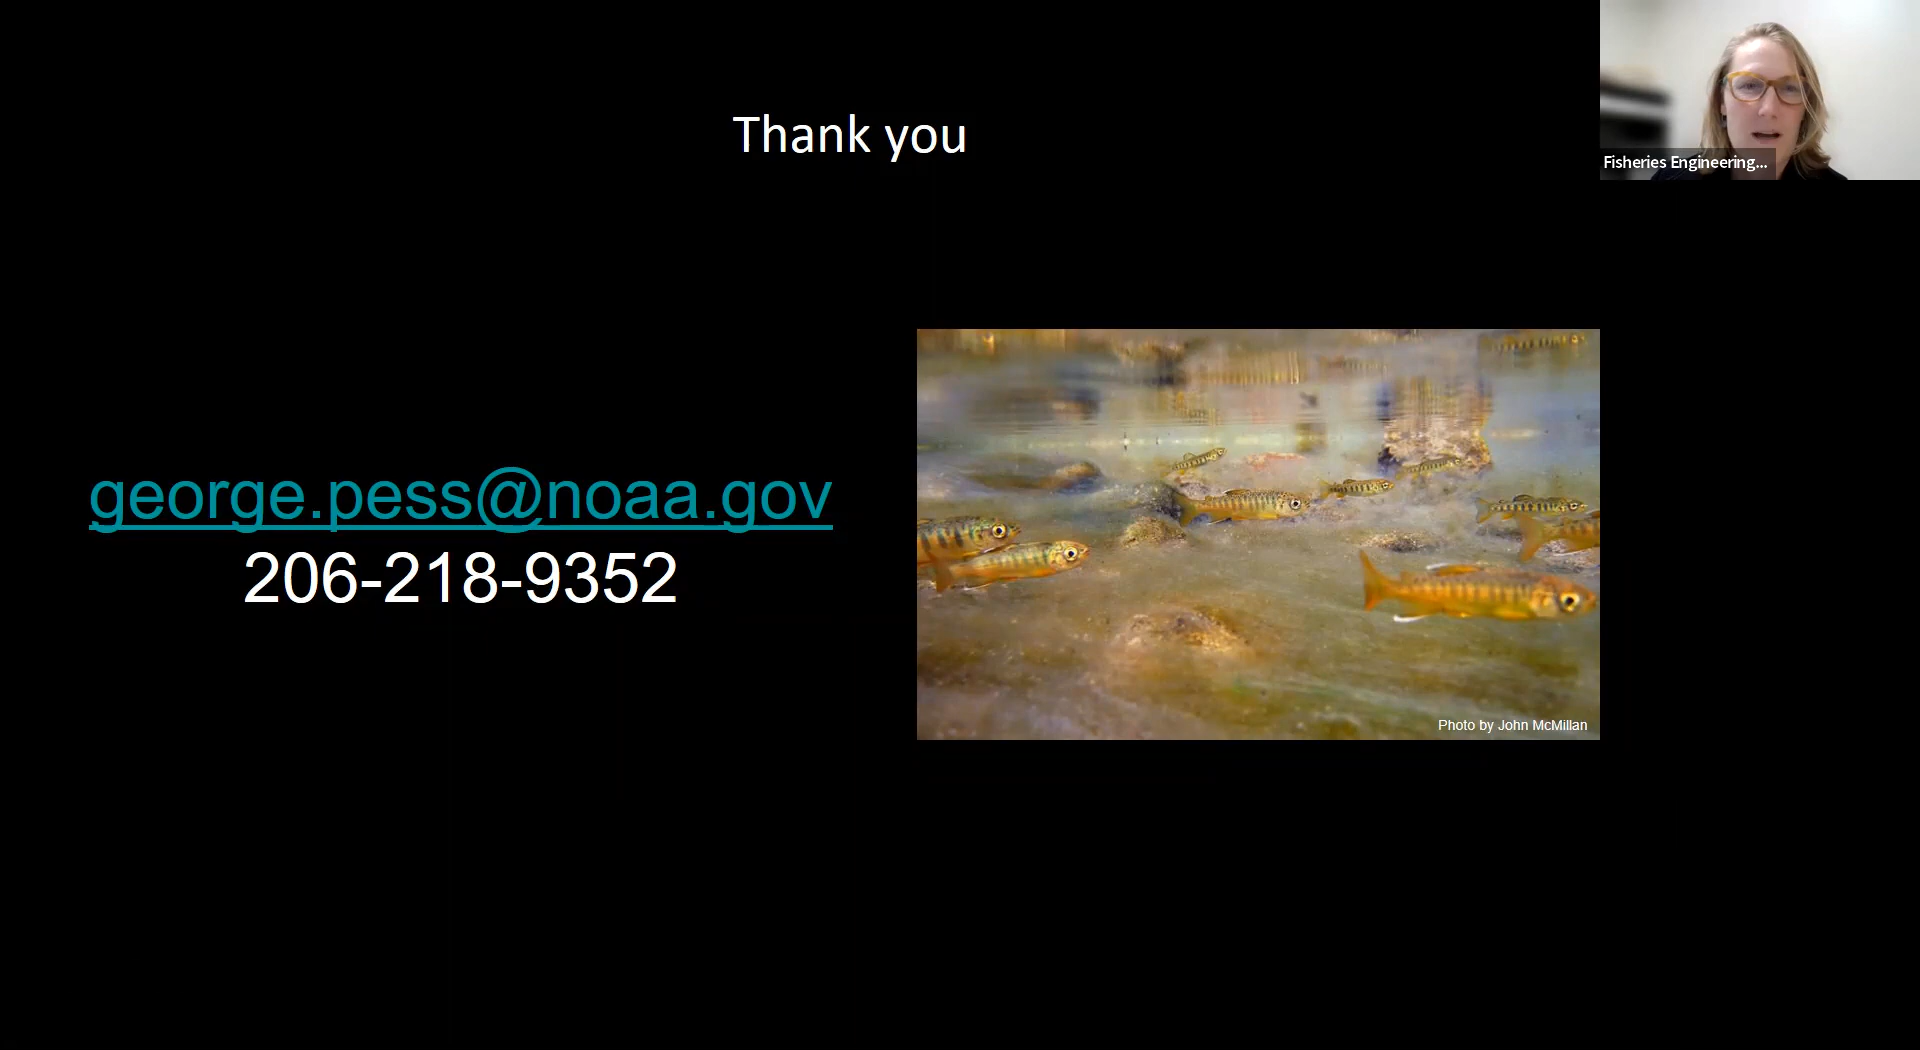 Thank you
Fisheries Engineering...
george.pess@noaa.gov
206-218-9352
Photo by John McMillan